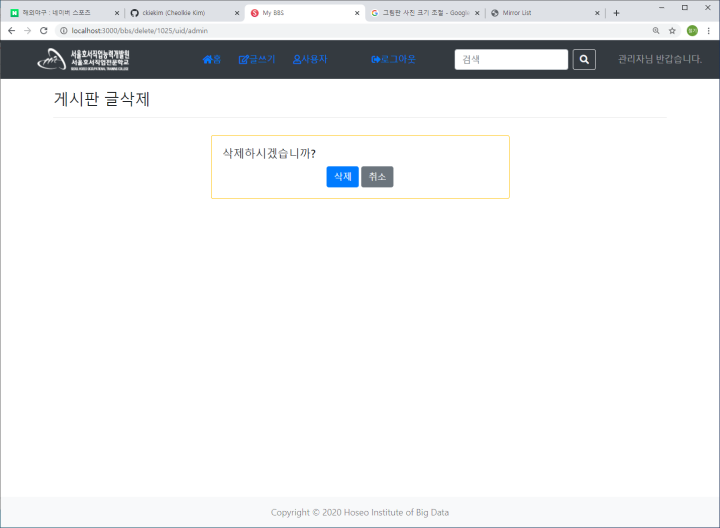 해외야구 : 네이버 스포츠
ckiekim (Cheolkie Kim)
My BBS
그림판 사진 크기 조절 - Google
Mirror List
localhost:3000/bbs/delete/1025/uid/admin
서울호서직업능력개발원
서울호서직업전문학교
홈 글쓰기 사용자 로그아웃 검색 관리자님 반갑습니다.
게시판 글삭제
삭제하시겠습니까?
삭제 취소
Copyright © 2020 Hoseo Institute of Big Data